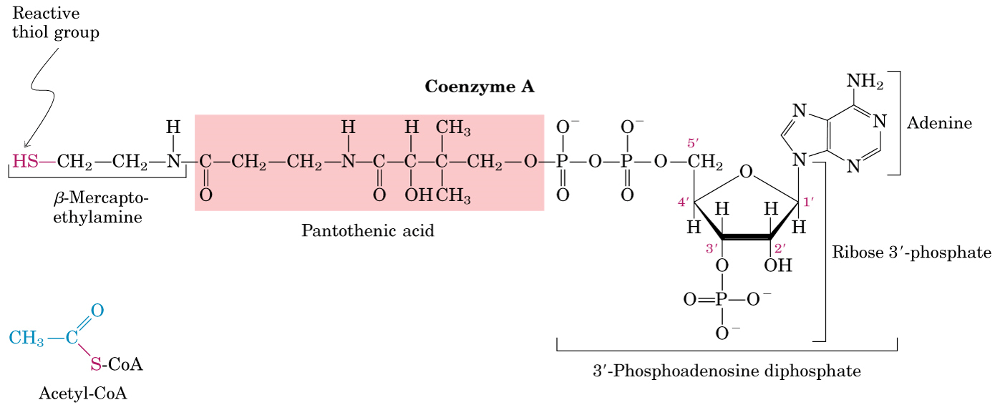 Reactive
thiol group
Coenzyme A
NH₂
N
N
N
N
Adenine
H
H
H
CH₃
O⁻
O⁻
5′
HS—CH₂—CH₂—N—C—CH₂—CH₂—N—C—C—C—CH₂—O—P—O—P—O—CH₂
O
O
O
OH
CH₃
O
O
4′
1′
H
H
H
H
3′
2′
β-Mercapto-
ethylamine
Pantothenic acid
Ribose 3′-phosphate
O
OH
O=P—O⁻
O⁻
3′-Phosphoadenosine diphosphate
O
CH₃—C
S-CoA
Acetyl-CoA